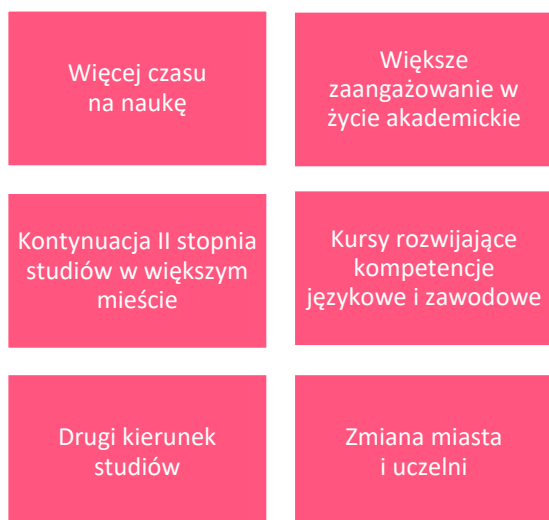 Więcej czasu
na naukę
Większe
zaangażowanie w
życie akademickie
Kontynuacja II stopnia
studiów w większym
mieście
Kursy rozwijające
kompetencje
językowe i zawodowe
Drugi kierunek
studiów
Zmiana miasta
i uczelni